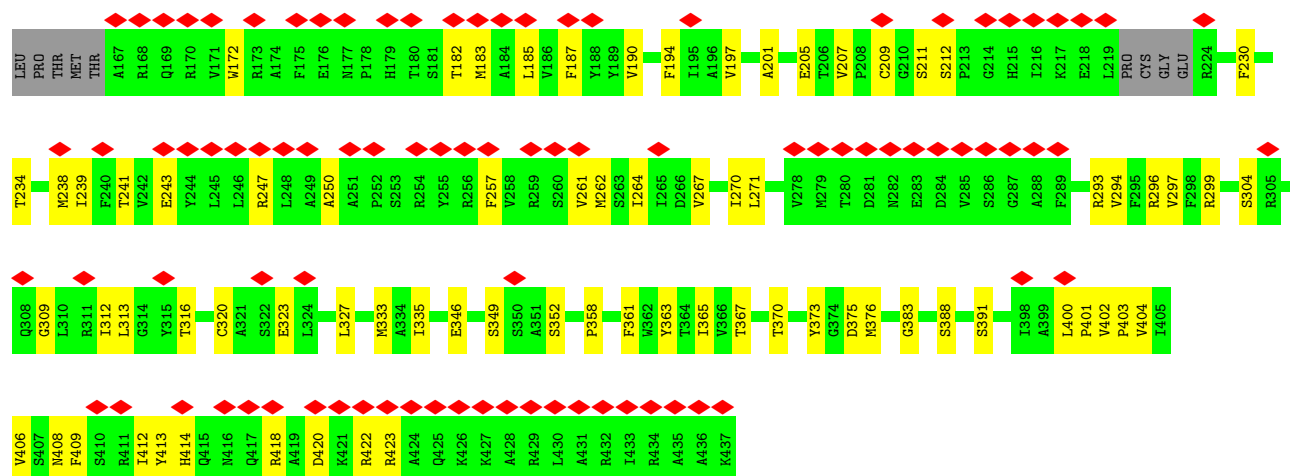 LEU PRO THR MET THR A167 R168 Q169 R170 V171 W172 R173 A174 F175 E176 N177 P178 H179 T180 S181 T182 M183 A184 L185 V186 F187 Y188 Y189 V190 F194 I195 A196 V197 A201 E205 T206 V207 P208 C209 G210 S211 S212 P213 G214 H215 I216 K217 E218 L219 PRO CYS GLY GLU R224 F230
T234 M238 I239 F240 T241 V242 E243 Y244 L245 L246 R247 L248 A249 A250 A251 P252 S253 R254 Y255 R256 F257 V258 R259 S260 V261 M262 S263 I264 I265 D266 V267 I270 L271 V278 M279 T280 D281 N282 E283 D284 V285 S286 G287 A288 F289 R293 V294 F295 R296 V297 F298 R299 S304 R305
Q308 G309 L310 R311 I312 L313 G314 Y315 T316 C320 A321 S322 E323 L324 L327 M333 A334 I335 E346 S349 S350 A351 S352 P358 F361 W362 Y363 T364 I365 V366 T367 T370 Y373 G374 D375 M376 G383 S388 S391 I398 A399 L400 P401 V402 P403 V404 I405
V406 S407 N408 F409 S410 R411 I412 Y413 H414 Q415 N416 Q417 R418 A419 D420 K421 R422 R423 A424 Q425 K426 K427 A428 R429 L430 A431 R432 I433 R434 A435 A436 K437